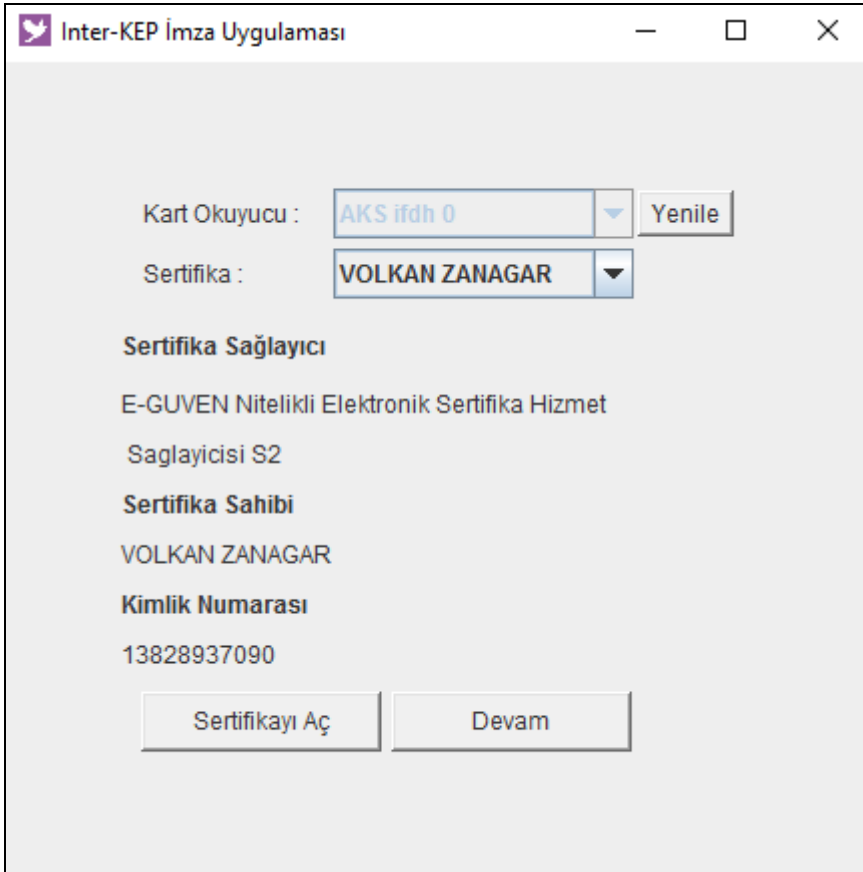 Inter-KEP İmza Uygulaması
Kart Okuyucu : AKS ifdh 0 Yenile
Sertifika : VOLKAN ZANAGAR
Sertifika Sağlayıcı
E-GUVEN Nitelikli Elektronik Sertifika Hizmet
Saglayicisi S2
Sertifika Sahibi
VOLKAN ZANAGAR
Kimlik Numarası
13828937090
Sertifikayı Aç Devam